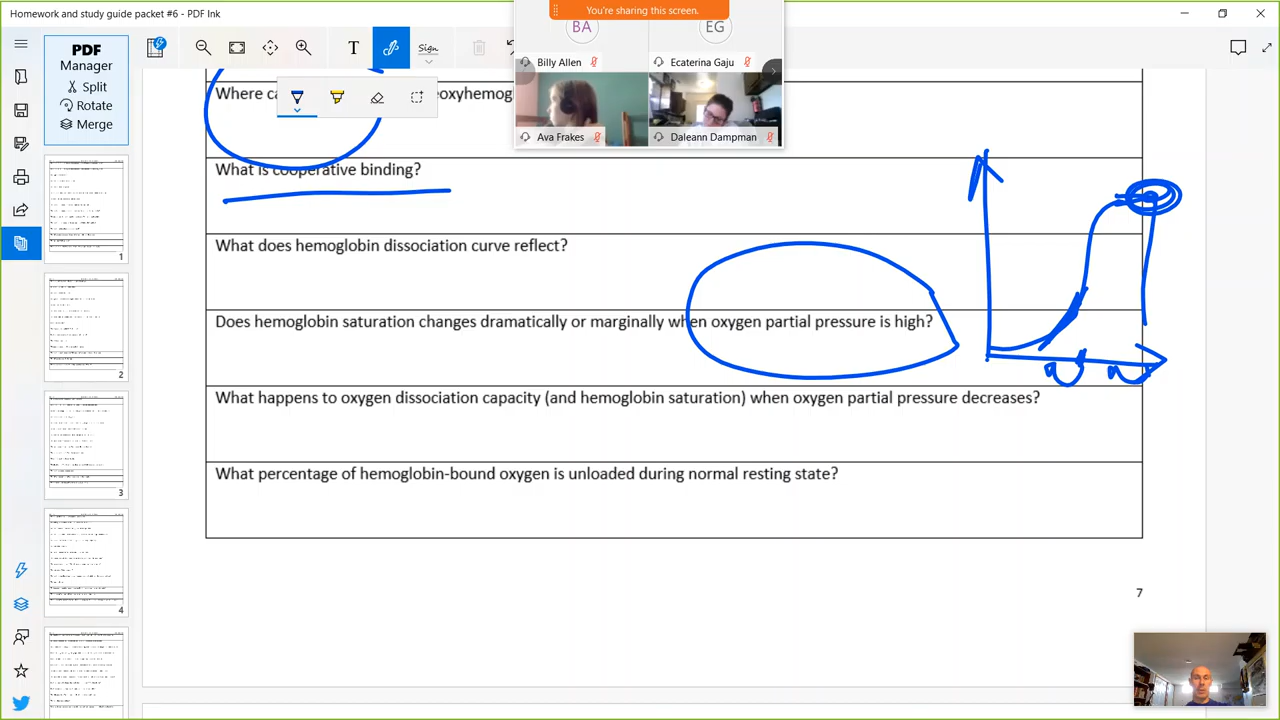 Homework and study guide packet #6 - PDF Ink
You're sharing this screen.
PDF
Manager
Split
Rotate
Merge
T
Sign
BA
EG
Billy Allen
Ecaterina Gaju
Ava Frakes
Daleann Dampman
Where
What is cooperative binding?
What does hemoglobin dissociation curve reflect?
Does hemoglobin saturation changes drastically or marginally when oxygen partial pressure is high?
What happens to oxygen dissociation capacity (and hemoglobin saturation) when oxygen partial pressure decreases?
What percentage of hemoglobin-bound oxygen is unloaded during normal resting state?
7
1
2
3
4